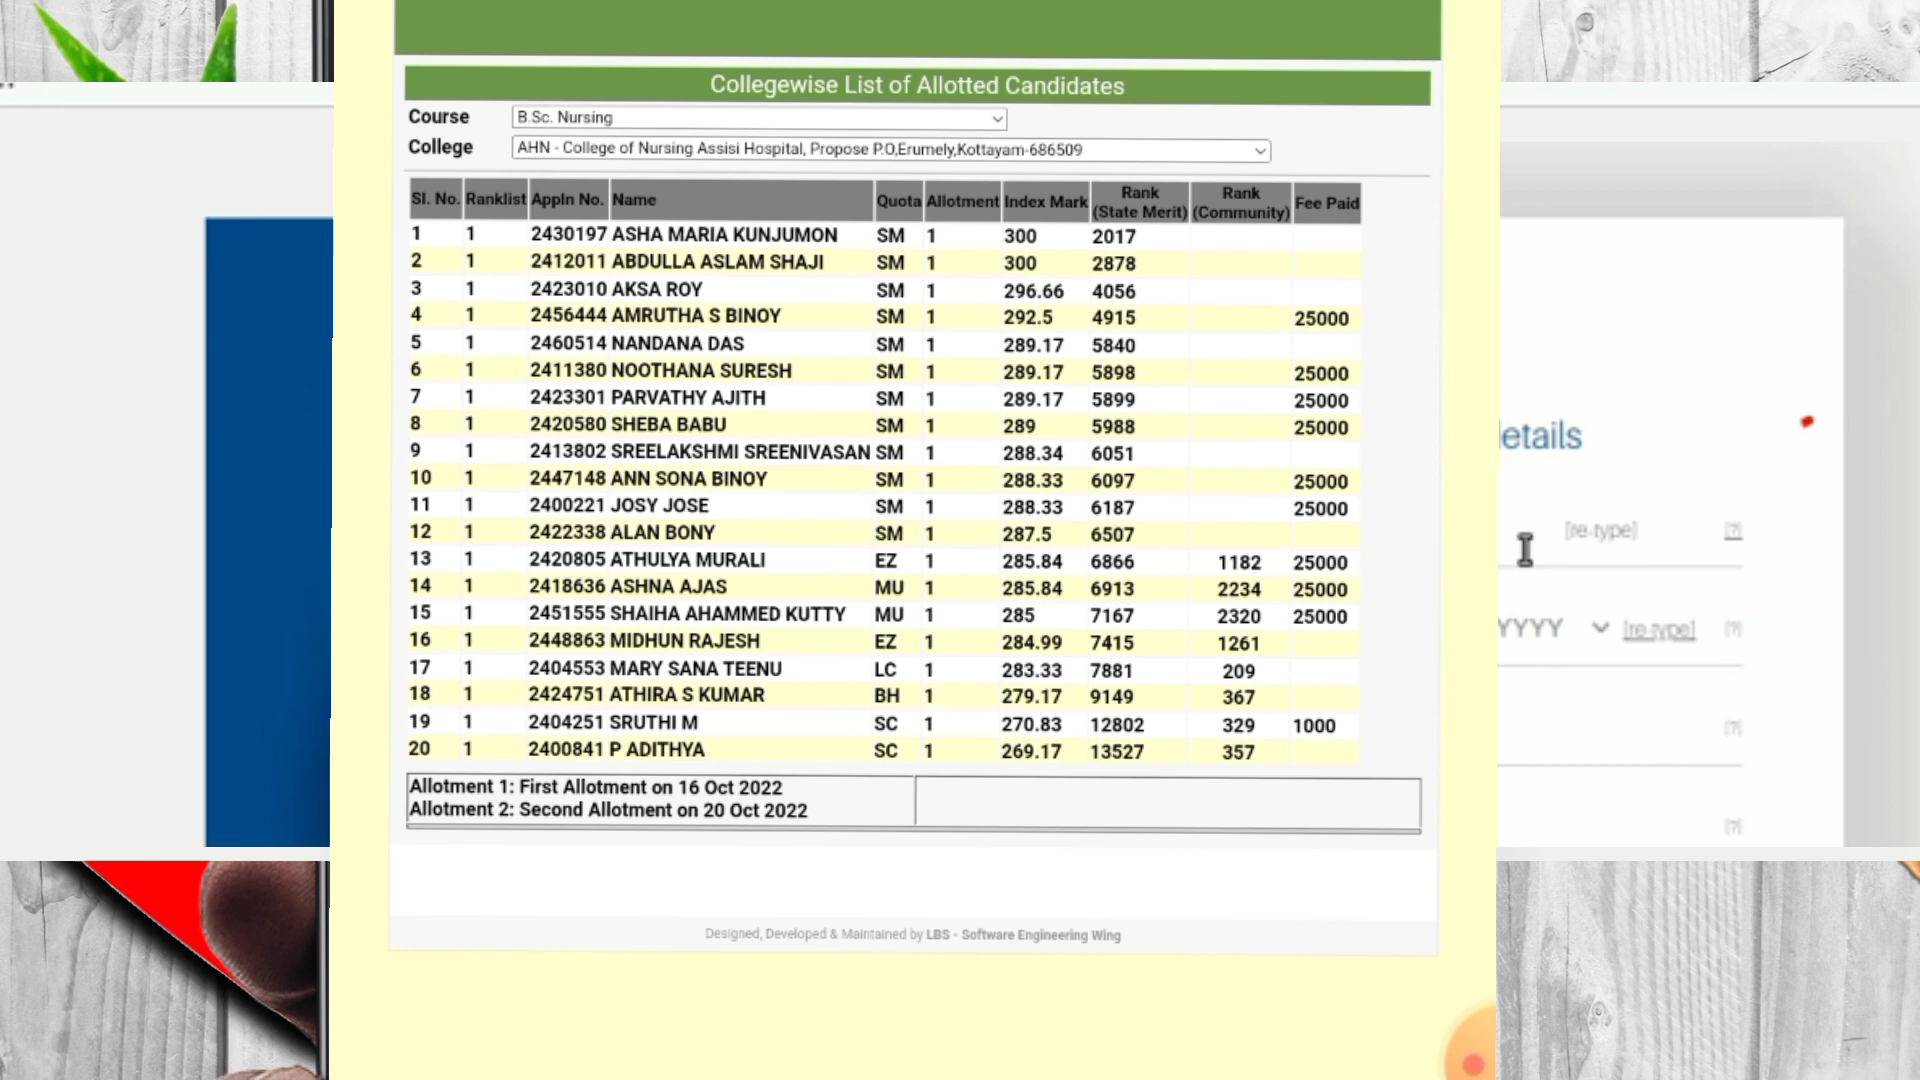 Collegewise List of Allotted Candidates
Course B.Sc. Nursing
College AHN - College of Nursing Assisi Hospital, Propose P.O,Erumely,Kottayam-686509
Sl. No. Ranklist Appln No. Name Quota Allotment Index Mark Rank (State Merit) Rank (Community) Fee Paid
1 1 2430197 ASHA MARIA KUNJUMON SM 1 300 2017
2 1 2412011 ABDULLA ASLAM SHAJI SM 1 300 2878
3 1 2423010 AKSA ROY SM 1 296.66 4056
4 1 2456444 AMRUTHA S BINOY SM 1 292.5 4915 25000
5 1 2460514 NANDANA DAS SM 1 289.17 5840
6 1 2411380 NOOTHANA SURESH SM 1 289.17 5898 25000
7 1 2423301 PARVATHY AJITH SM 1 289.17 5899 25000
8 1 2420580 SHEBA BABU SM 1 289 5988 25000
9 1 2413802 SREELAKSHMI SREENIVASAN SM 1 288.34 6051
10 1 2447148 ANN SONA BINOY SM 1 288.33 6097 25000
11 1 2400221 JOSY JOSE SM 1 288.33 6187 25000
12 1 2422338 ALAN BONY SM 1 287.5 6507
13 1 2420805 ATHULYA MURALI EZ 1 285.84 6866 1182 25000
14 1 2418636 ASHNA AJAS MU 1 285.84 6913 2234 25000
15 1 2451555 SHAIHA AHAMMED KUTTY MU 1 285 7167 2320 25000
16 1 2448863 MIDHUN RAJESH EZ 1 284.99 7415 1261
17 1 2404553 MARY SANA TEENU LC 1 283.33 7881 209
18 1 2424751 ATHIRA S KUMAR BH 1 279.17 9149 367
19 1 2404251 SRUTHI M SC 1 270.83 12802 329 1000
20 1 2400841 P ADITHYA SC 1 269.17 13527 357
Allotment 1: First Allotment on 16 Oct 2022
Allotment 2: Second Allotment on 20 Oct 2022
Designed, Developed & Maintained by LBS - Software Engineering Wing
etails
[re-type] [?]
YYYY [re-type] [?]
[?]
[?]